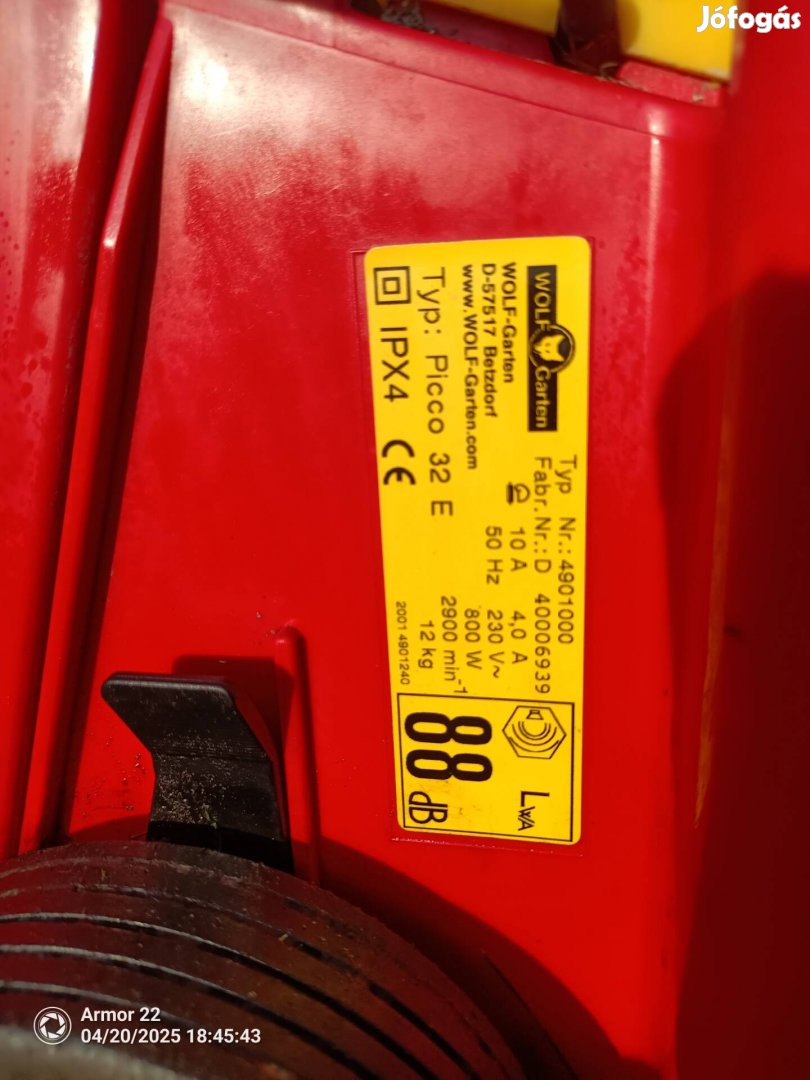 Jófogás
WOLF Garten
WOLF-Garten
D-57517 Betzdorf
www.WOLF-Garten.com
Typ: Picco 32 E
IPX4 CE
Typ Nr.: 4901000
Fabr.Nr.: D 40006939
10 A 4,0 A
50 Hz 230 V~
800 W
2900 min⁻¹
12 kg
2001 4901240
LWA
88
dB
Armor 22
04/20/2025 18:45:43